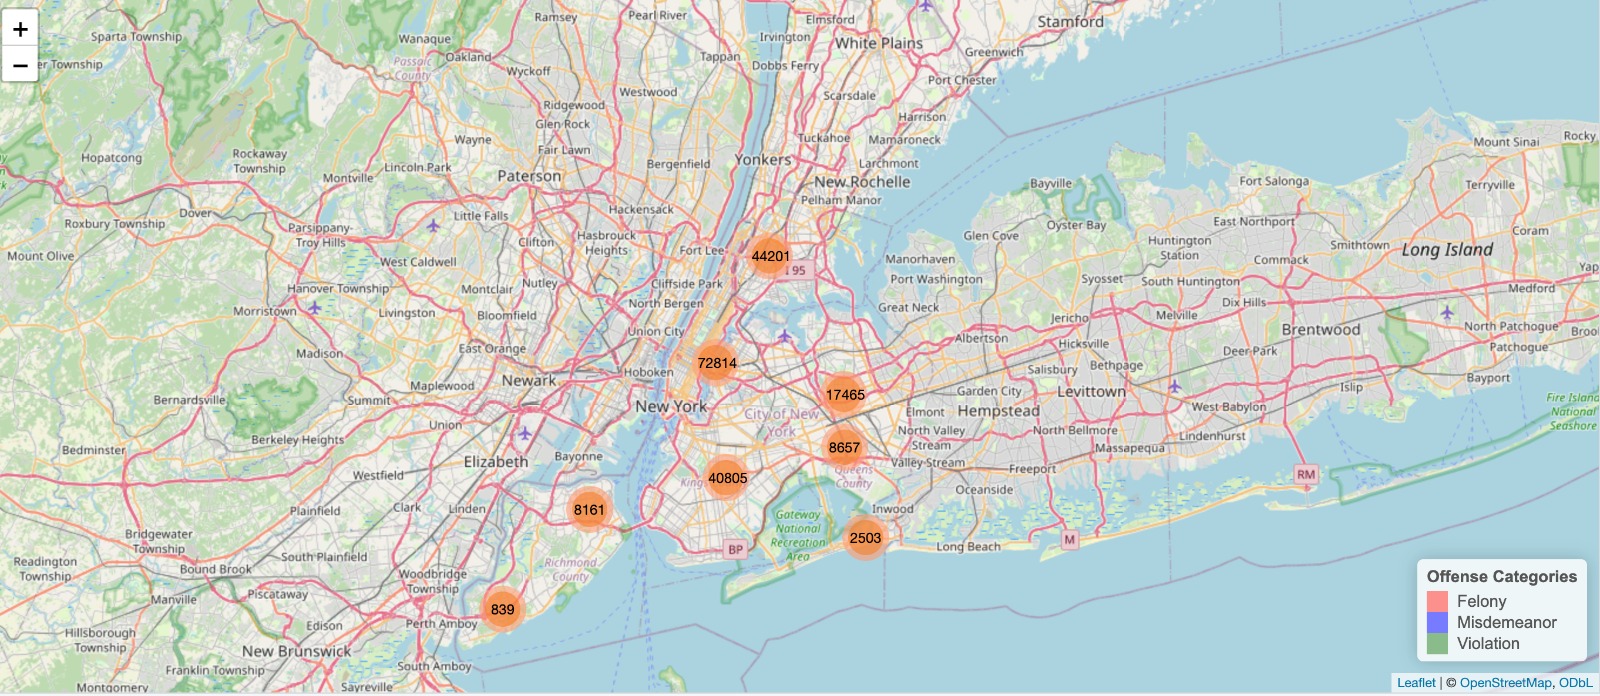 +
−
Sparta Township
er Township
Ramsey
Pearl River
Elmsford
Stamford
Wanaque
Oakland
Irvington
White Plains
Greenwich
Passaic
County
Wyckoff
Tappan
Dobbs Ferry
Port Chester
Westwood
Scarsdale
Ridgewood
Glen Rock
Harrison
Hopatcong
Rockaway
Township
Wayne
Fair Lawn
Tuckahoe
Mamaroneck
Mount Sinai
Rocky
Lincoln Park
Bergenfield
Yonkers
Larchmont
Montville
Paterson
New Rochelle
Pelham Manor
Bayville
Fort Salonga
Terryville
Roxbury Township
Dover
Parsippany-
Troy Hills
Little Falls
Hackensack
Oyster Bay
East Northport
Coram
Mount Olive
Clifton
Hasbrouck
Heights
Fort Lee
Glen Cove
Huntington
Station
Smithtown
Long Island
West Caldwell
44201
95
Manorhaven
Commack
Yap
Hanover Township
Montclair
Nutley
Cliffside Park
Port Washington
Syosset
South Huntington
Medford
Morristown
Livingston
Bloomfield
North Bergen
Great Neck
Jericho
Melville
Dix Hills
Union City
Albertson
Hicksville
Brentwood
North Patchogue
Broo
Madison
East Orange
72814
Deer Park
Patchogue
Hoboken
Salisbury
Bethpage
Bayport
Bernardsville
Maplewood
Newark
17465
Garden City
Levittown
Islip
Summit
New York
City of New
York
Elmont
Hempstead
West Babylon
Fire Island
National
Seashore
Union
North Valley
Stream
North Bellmore
Lindenhurst
Bedminster
Berkeley Heights
Bayonne
8657
Massapequa
Elizabeth
Valley Stream
Freeport
Westfield
King
40805
Queens
County
RM
Oceanside
Plainfield
Clark
Linden
8161
Gateway
National
Recreation
Area
Inwood
Bridgewater
Township
2503
Long Beach
M
BP
Readington
Township
South Plainfield
Richmond
County
Bound Brook
Woodbridge
Township
Manville
Piscataway
839
Perth Amboy
Hillsborough
Township
Edison
New Brunswick
South Amboy
Franklin Township
Montgomery
Sayreville
Offense Categories
Felony
Misdemeanor
Violation
Leaflet | © OpenStreetMap, ODbL